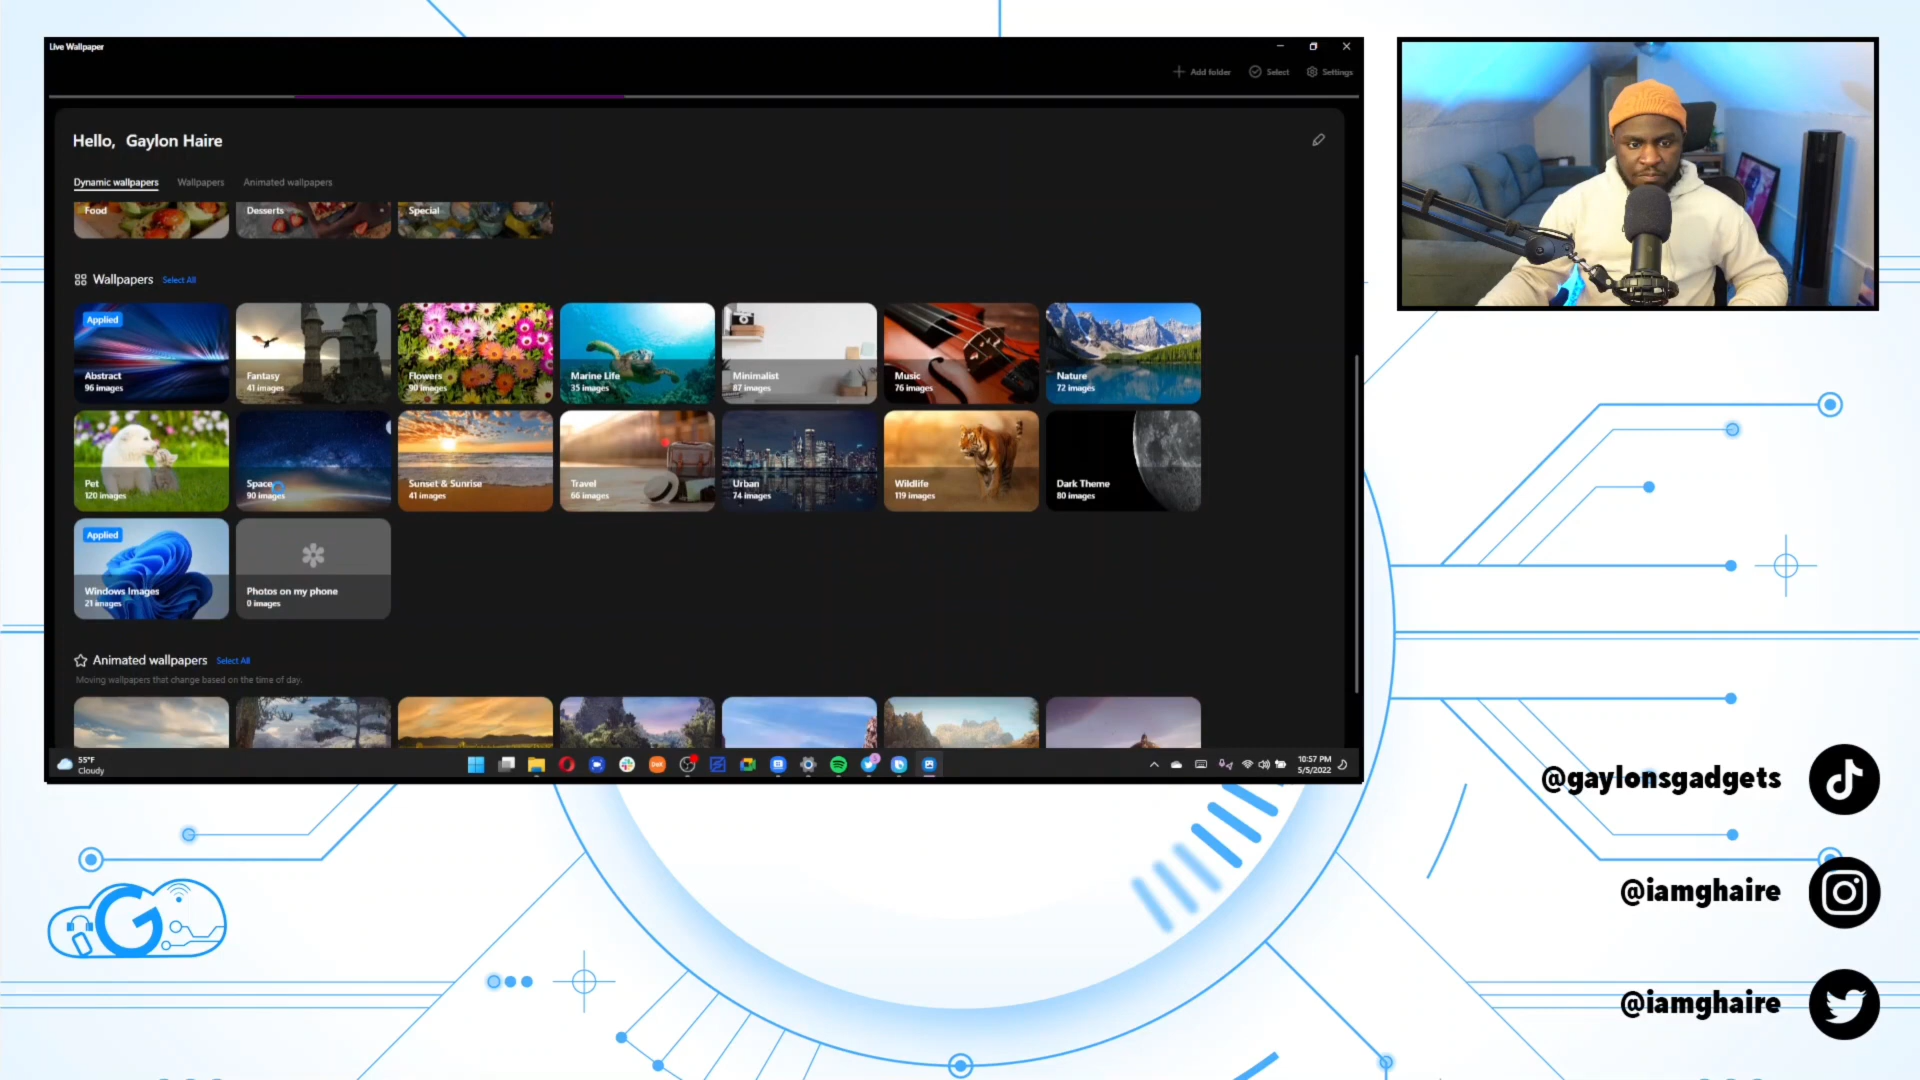 Live Wallpaper
Add folder
Select
Settings
Hello, Gaylon Haire
Dynamic wallpapers
Wallpapers
Animated wallpapers
Food
Desserts
Special
Wallpapers Select All
Applied
Abstract
96 images
Fantasy
41 images
Flowers
90 images
Marine Life
35 images
Minimalist
87 images
Music
76 images
Nature
72 images
Pet
120 images
Space
90 images
Sunset & Sunrise
41 images
Travel
66 images
Urban
74 images
Wildlife
119 images
Dark Theme
80 images
Applied
Windows Images
21 images
Photos on my phone
0 images
Animated wallpapers Select All
Moving wallpapers that change based on the time of day.
55°F
Cloudy
10:57 PM
5/5/2022
@gaylonsgadgets
@iamghaire
@iamghaire
G